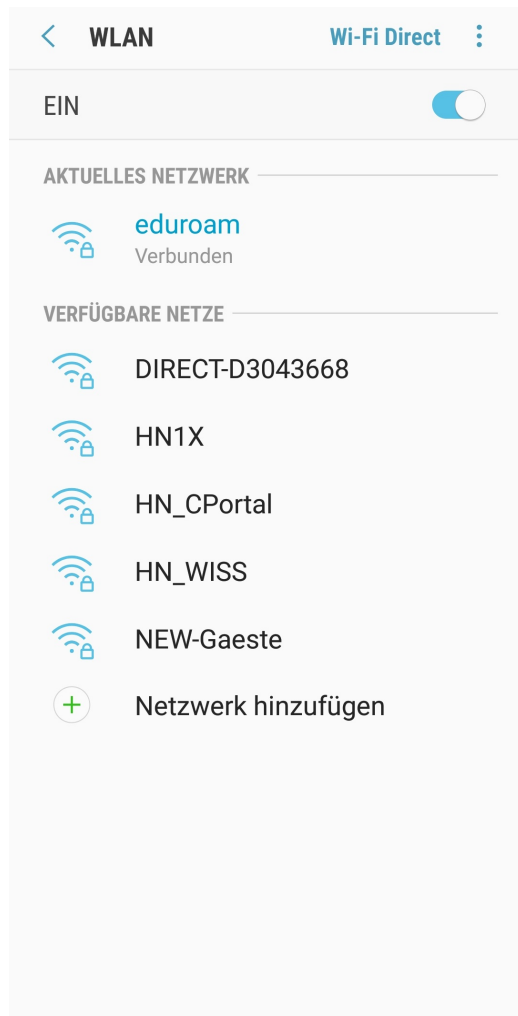 WLAN Wi-Fi Direct
EIN
AKTUELLES NETZWERK
eduroam
Verbunden
VERFÜGBARE NETZE
DIRECT-D3043668
HN1X
HN_CPortal
HN_WISS
NEW-Gaeste
Netzwerk hinzufügen